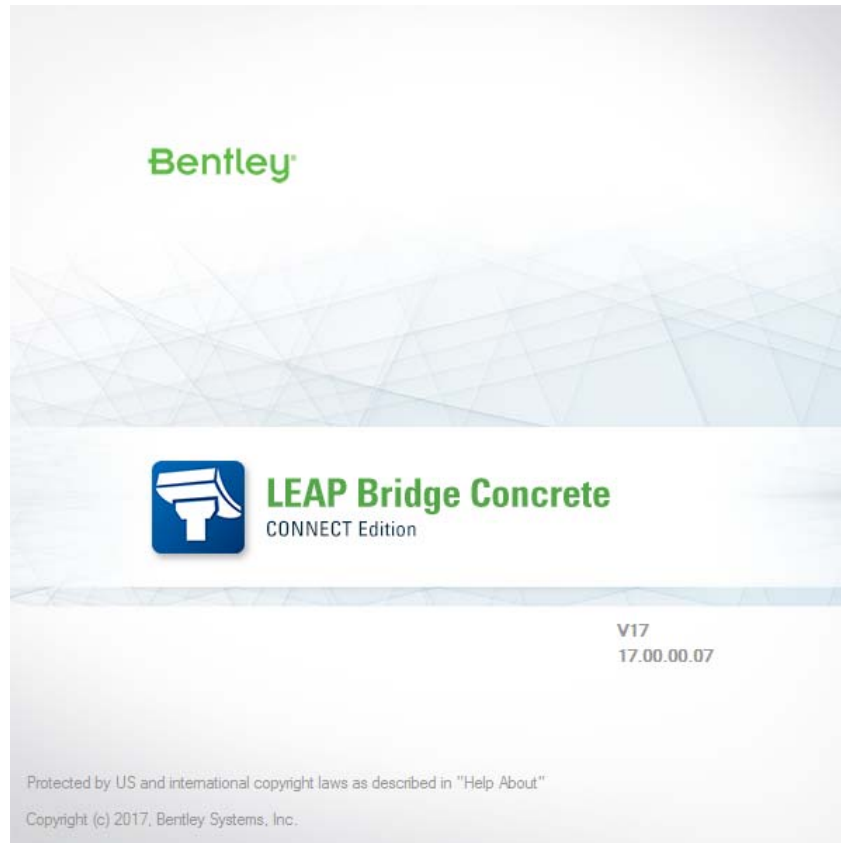 Bentley®
LEAP Bridge Concrete
CONNECT Edition
V17
17.00.00.07
Protected by US and international copyright laws as described in "Help About"
Copyright (c) 2017, Bentley Systems, Inc.